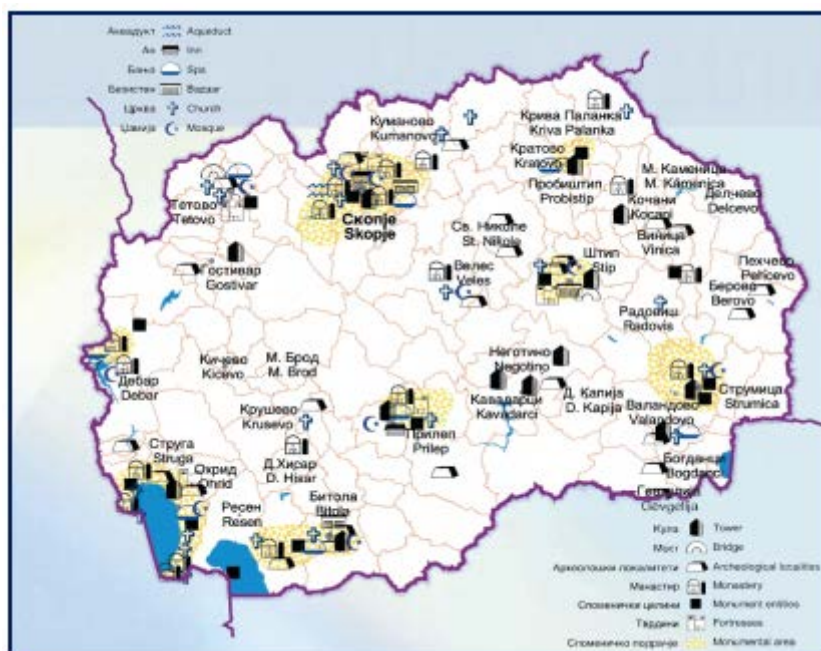 Аквадукт Aqueduct
Ан Inn
Бања Spa
Безистен Bazaar
Црква Church
Џамија Mosque
Куманово
Kumanovo
Крива Паланка
Kriva Palanka
Кратово
Kratovo
Пробиштип
Probistip
М. Каменица
M. Kamenica
Делчево
Delcevo
Кочани
Kocani
Тетово
Tetovo
Скопје
Skopje
Св. Николе
St. Nikole
Виница
Vinica
Штип
Stip
Пехчево
Pehcevo
Гостивар
Gostivar
Велес
Veles
Берово
Berovo
Радовиш
Radovis
Дебар
Debar
Кичево
Kicevo
М. Брод
M. Brod
Неготино
Negotino
Кавадарци
Kavadarci
Д. Капија
D. Kapija
Струмица
Strumica
Валандово
Valandovo
Крушево
Krusevo
Прилеп
Prilep
Струга
Struga
Охрид
Ohrid
Д.Хисар
D. Hisar
Богданци
Bogdanci
Гевгелија
Gevgelija
Ресен
Resen
Битола
Bitola
Кула Tower
Мост Bridge
Археолошки локалитети Archeological localities
Манастир Monastery
Споменички целини Monument entities
Тврдини Fortresses
Споменичко подрачје Monumental area